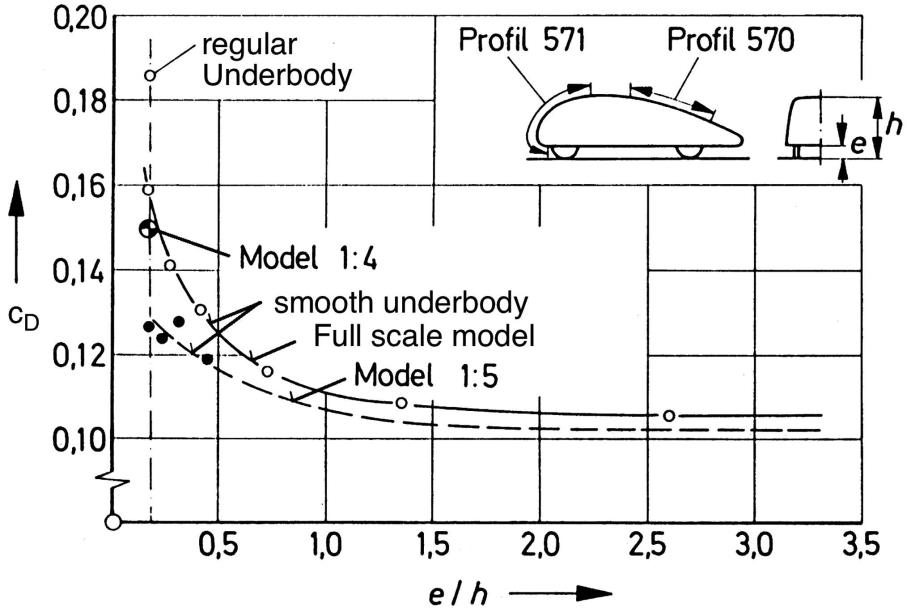 0,20
0,18
0,16
0,14
0,12
0,10
cD
regular
Underbody
Profil 571
Profil 570
e
h
Model 1:4
smooth underbody
Full scale model
Model 1:5
0,5 1,0 1,5 2,0 2,5 3,0 3,5
e/h